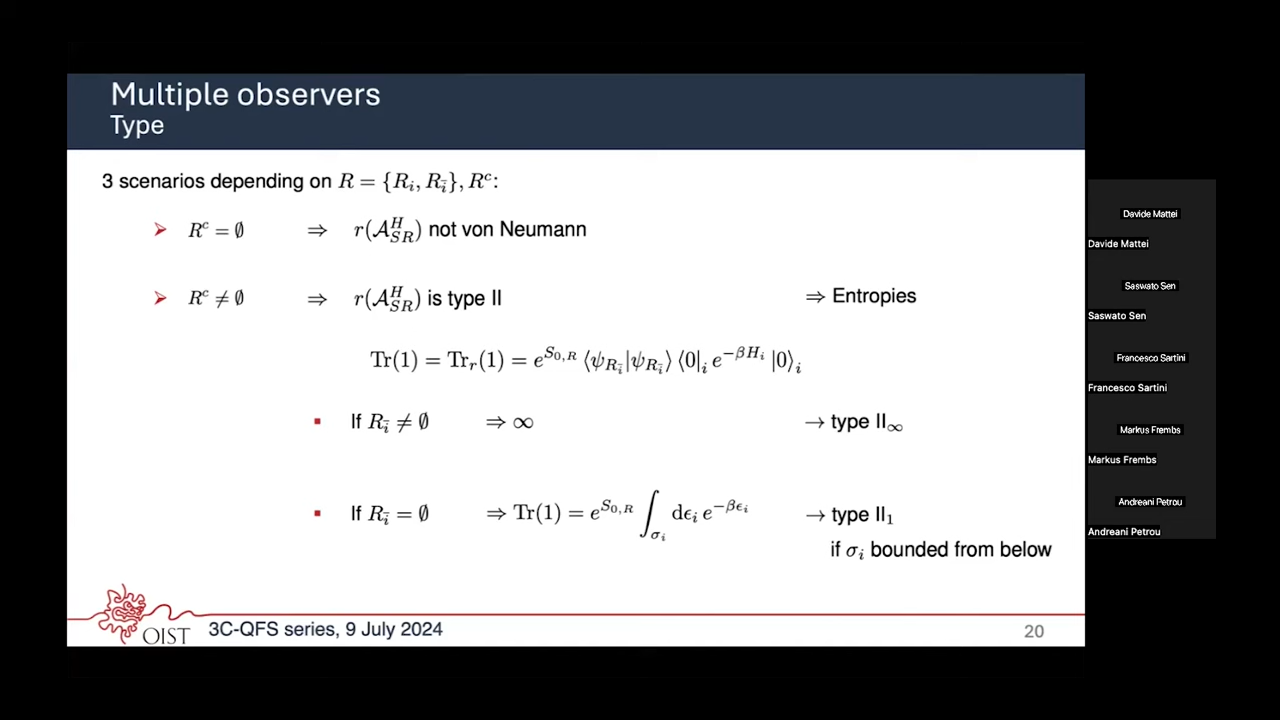 Multiple observers
Type
3 scenarios depending on R = {R_i, R_ī}, R^c:
➢ R^c = ∅ ⇒ r(𝒜^H_{SR}) not von Neumann
➢ R^c ≠ ∅ ⇒ r(𝒜^H_{SR}) is type II ⇒ Entropies
Tr(1) = Tr_r(1) = e^{S_{0,R}} ⟨ψ_{R_ī}|ψ_{R_ī}⟩ ⟨0|_i e^{−βH_i} |0⟩_i
▪ If R_ī ≠ ∅ ⇒ ∞ → type II_∞
▪ If R_ī = ∅ ⇒ Tr(1) = e^{S_{0,R}} ∫_{σ_i} dϵ_i e^{−βϵ_i} → type II_1
if σ_i bounded from below
OIST 3C-QFS series, 9 July 2024 20
Davide Mattei
Davide Mattei
Saswato Sen
Saswato Sen
Francesco Sartini
Francesco Sartini
Markus Frembs
Markus Frembs
Andreani Petrou
Andreani Petrou